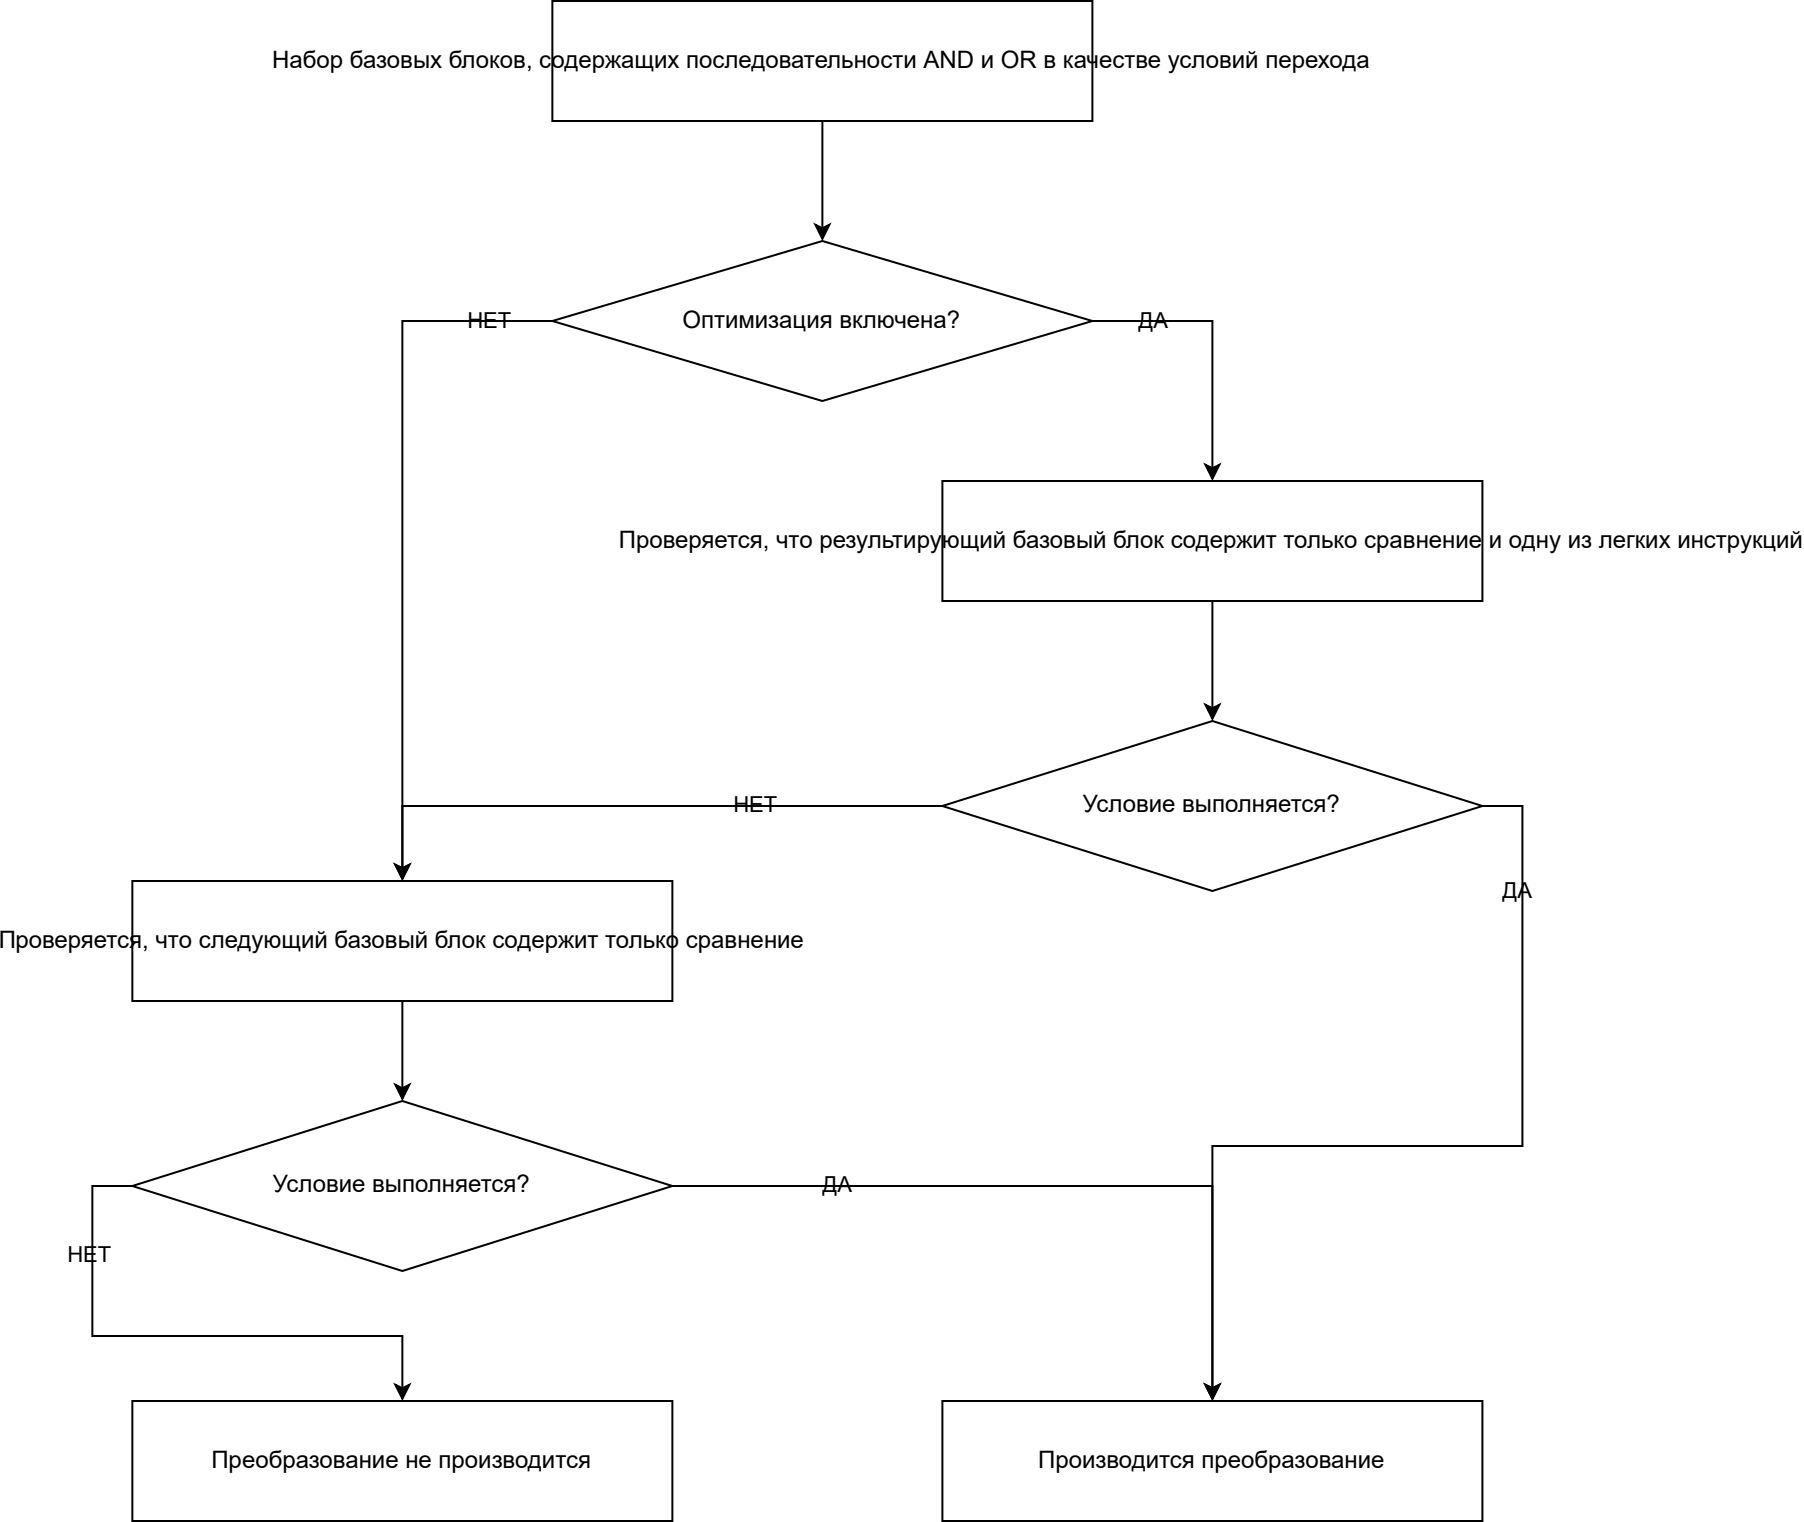 Набор базовых блоков, содержащих последовательности AND и OR в качестве условий перехода
Оптимизация включена?
НЕТ
ДА
Проверяется, что результирующий базовый блок содержит только сравнение и одну из легких инструкций
Условие выполняется?
НЕТ
ДА
Проверяется, что следующий базовый блок содержит только сравнение
Условие выполняется?
ДА
НЕТ
Преобразование не производится
Производится преобразование